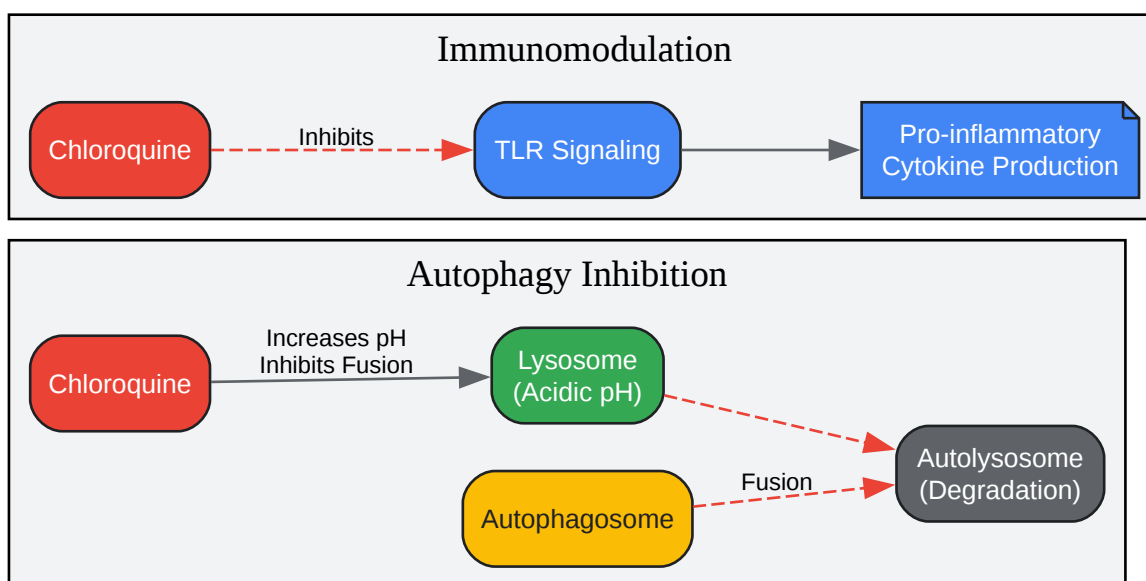 Immunomodulation
Chloroquine
Inhibits
TLR Signaling
Pro-inflammatory
Cytokine Production
Autophagy Inhibition
Chloroquine
Increases pH
Inhibits Fusion
Lysosome
(Acidic pH)
Autophagosome
Fusion
Autolysosome
(Degradation)